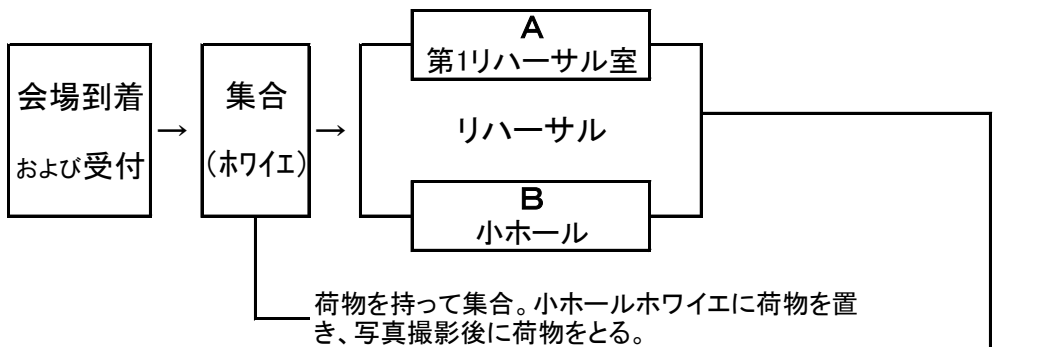 会場到着
および受付
→
集合
(ホワイエ)
→
A
第1リハーサル室
リハーサル
B
小ホール
荷物を持って集合。小ホールホワイエに荷物を置
き、写真撮影後に荷物をとる。